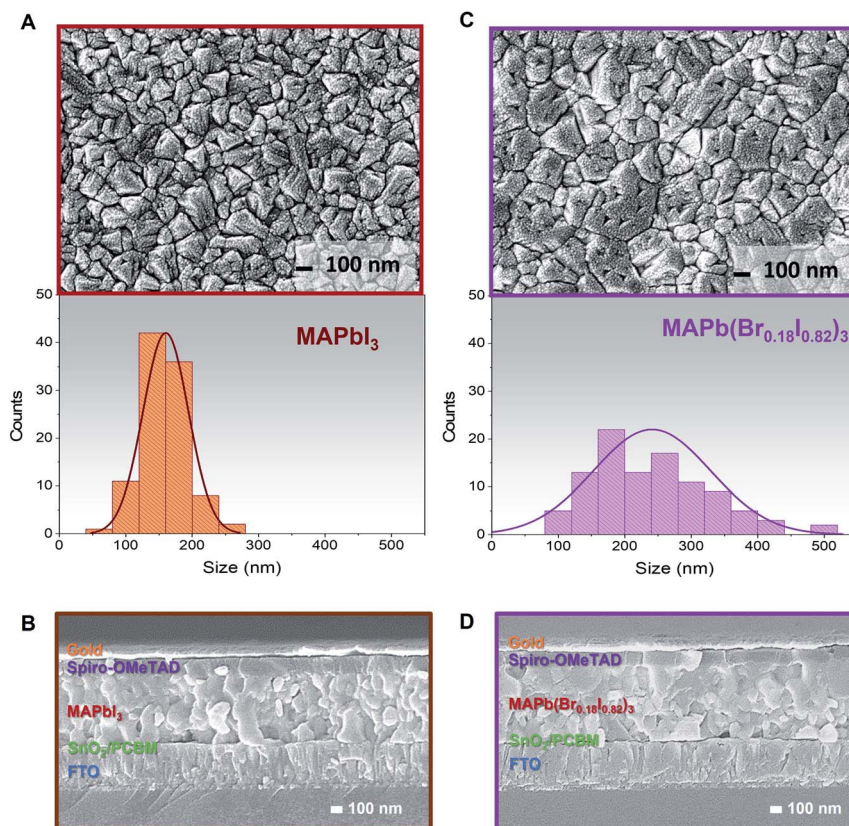 A
100 nm
50
40
30
20
10
0
Counts
MAPbI₃
0 100 200 300 400 500
Size (nm)
B
Gold
Spiro-OMeTAD
MAPbI₃
SnO₂/PCBM
FTO
100 nm
C
100 nm
50
40
30
20
10
0
Counts
MAPb(Br₀.₁₈I₀.₈₂)₃
0 100 200 300 400 500
Size (nm)
D
Gold
Spiro-OMeTAD
MAPb(Br₀.₁₈I₀.₈₂)₃
SnO₂/PCBM
FTO
100 nm